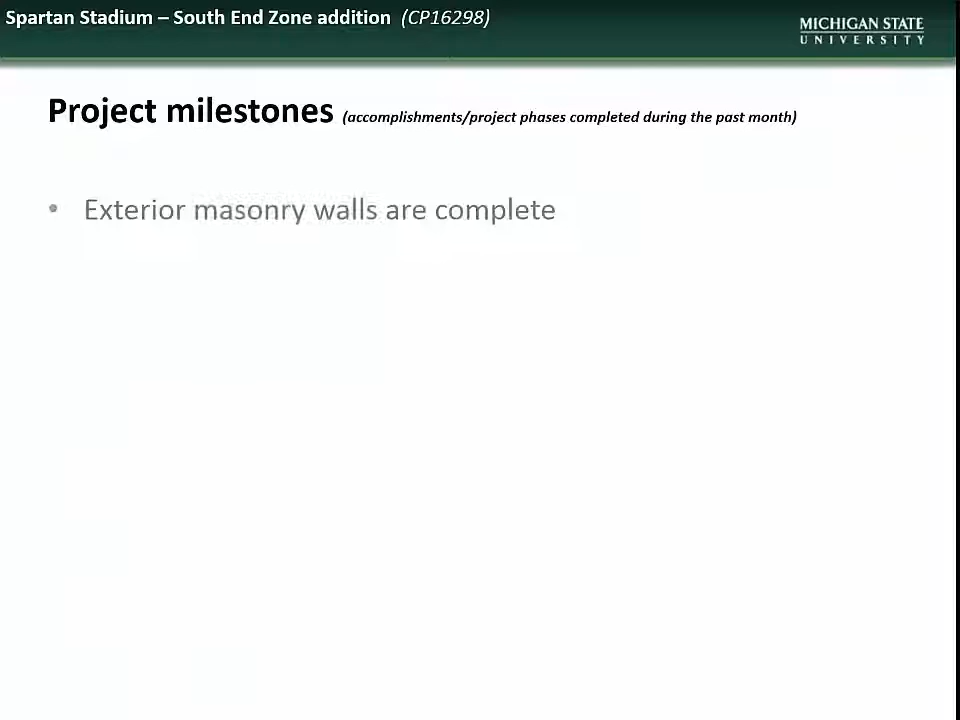 Spartan Stadium – South End Zone addition (CP16298)
MICHIGAN STATE
UNIVERSITY
Project milestones (accomplishments/project phases completed during the past month)
• Exterior masonry walls are complete